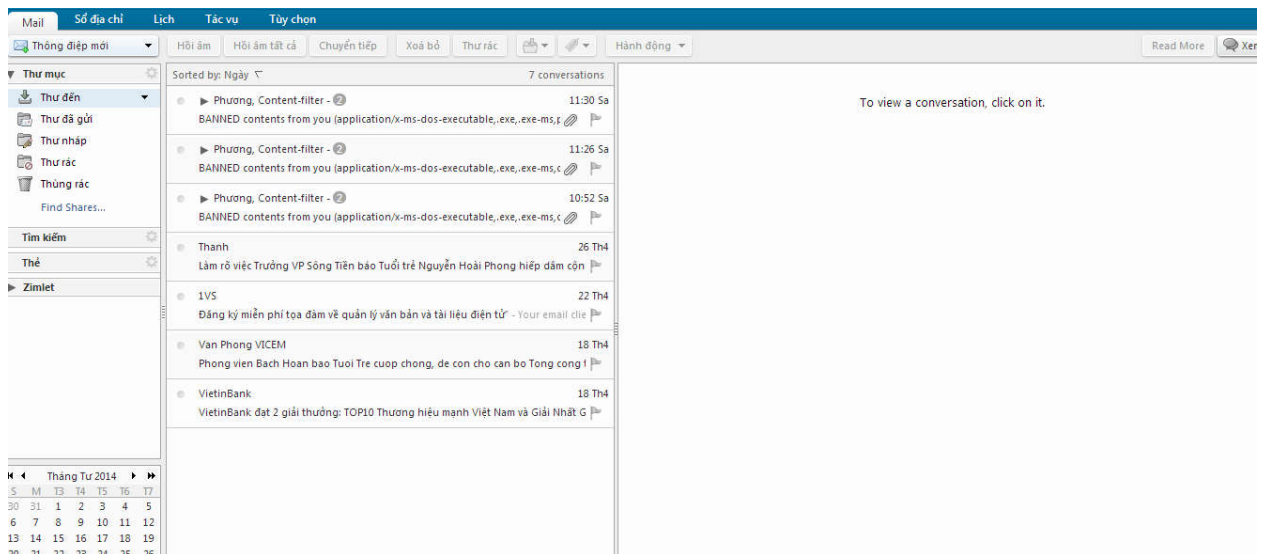 Mail Sổ địa chỉ Lịch Tác vụ Tùy chọn
Thông điệp mới Hồi âm Hồi âm tất cả Chuyển tiếp Xoá bỏ Thư rác Hành động Read More
Thư mục
Thư đến
Thư đã gửi
Thư nháp
Thư rác
Thùng rác
Find Shares...
Tìm kiếm
Thẻ
Zimlet
Sorted by: Ngày 7 conversations
Phương, Content-filter - 2 11:30 Sa
BANNED contents from you (application/x-ms-dos-executable,.exe,.exe-ms,
Phương, Content-filter - 2 11:26 Sa
BANNED contents from you (application/x-ms-dos-executable,.exe,.exe-ms,
Phương, Content-filter - 2 10:52 Sa
BANNED contents from you (application/x-ms-dos-executable,.exe,.exe-ms,
Thanh 26 Th4
Làm rõ việc Trưởng VP Sông Tiền báo Tuổi trẻ Nguyễn Hoài Phong hiếp dâm
1VS 22 Th4
Đăng ký miễn phí tọa đàm về quản lý văn bản và tài liệu điện tử - Your email
Van Phong VICEM 18 Th4
Phong vien Bach Hoan bao Tuoi Tre cuop chong, de con cho can bo Tong cong
VietinBank 18 Th4
VietinBank đạt 2 giải thưởng: TOP10 Thương hiệu mạnh Việt Nam và Giải Nhất
To view a conversation, click on it.
Tháng Tư 2014
S M T3 T4 T5 T6 T7
30 31 1 2 3 4 5
6 7 8 9 10 11 12
13 14 15 16 17 18 19